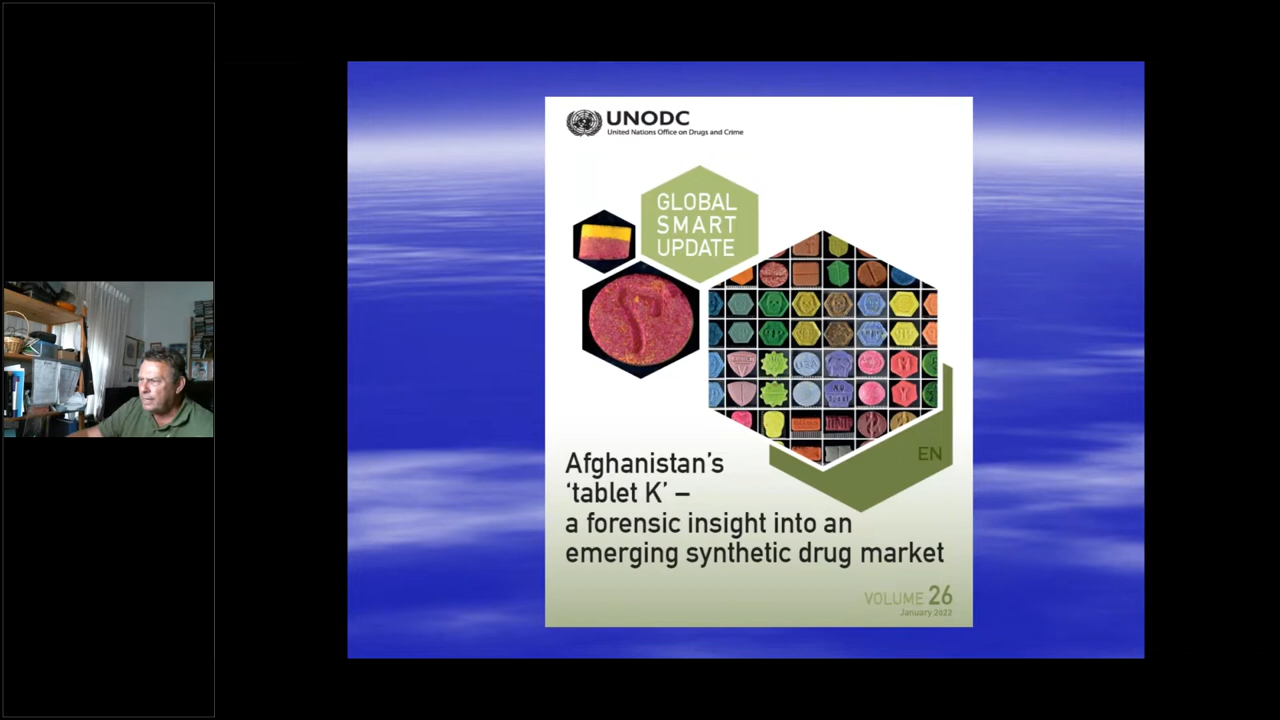 UNODC
United Nations Office on Drugs and Crime
GLOBAL
SMART
UPDATE
EN
Afghanistan's
‘tablet K’ –
a forensic insight into an
emerging synthetic drug market
VOLUME 26
January 2022